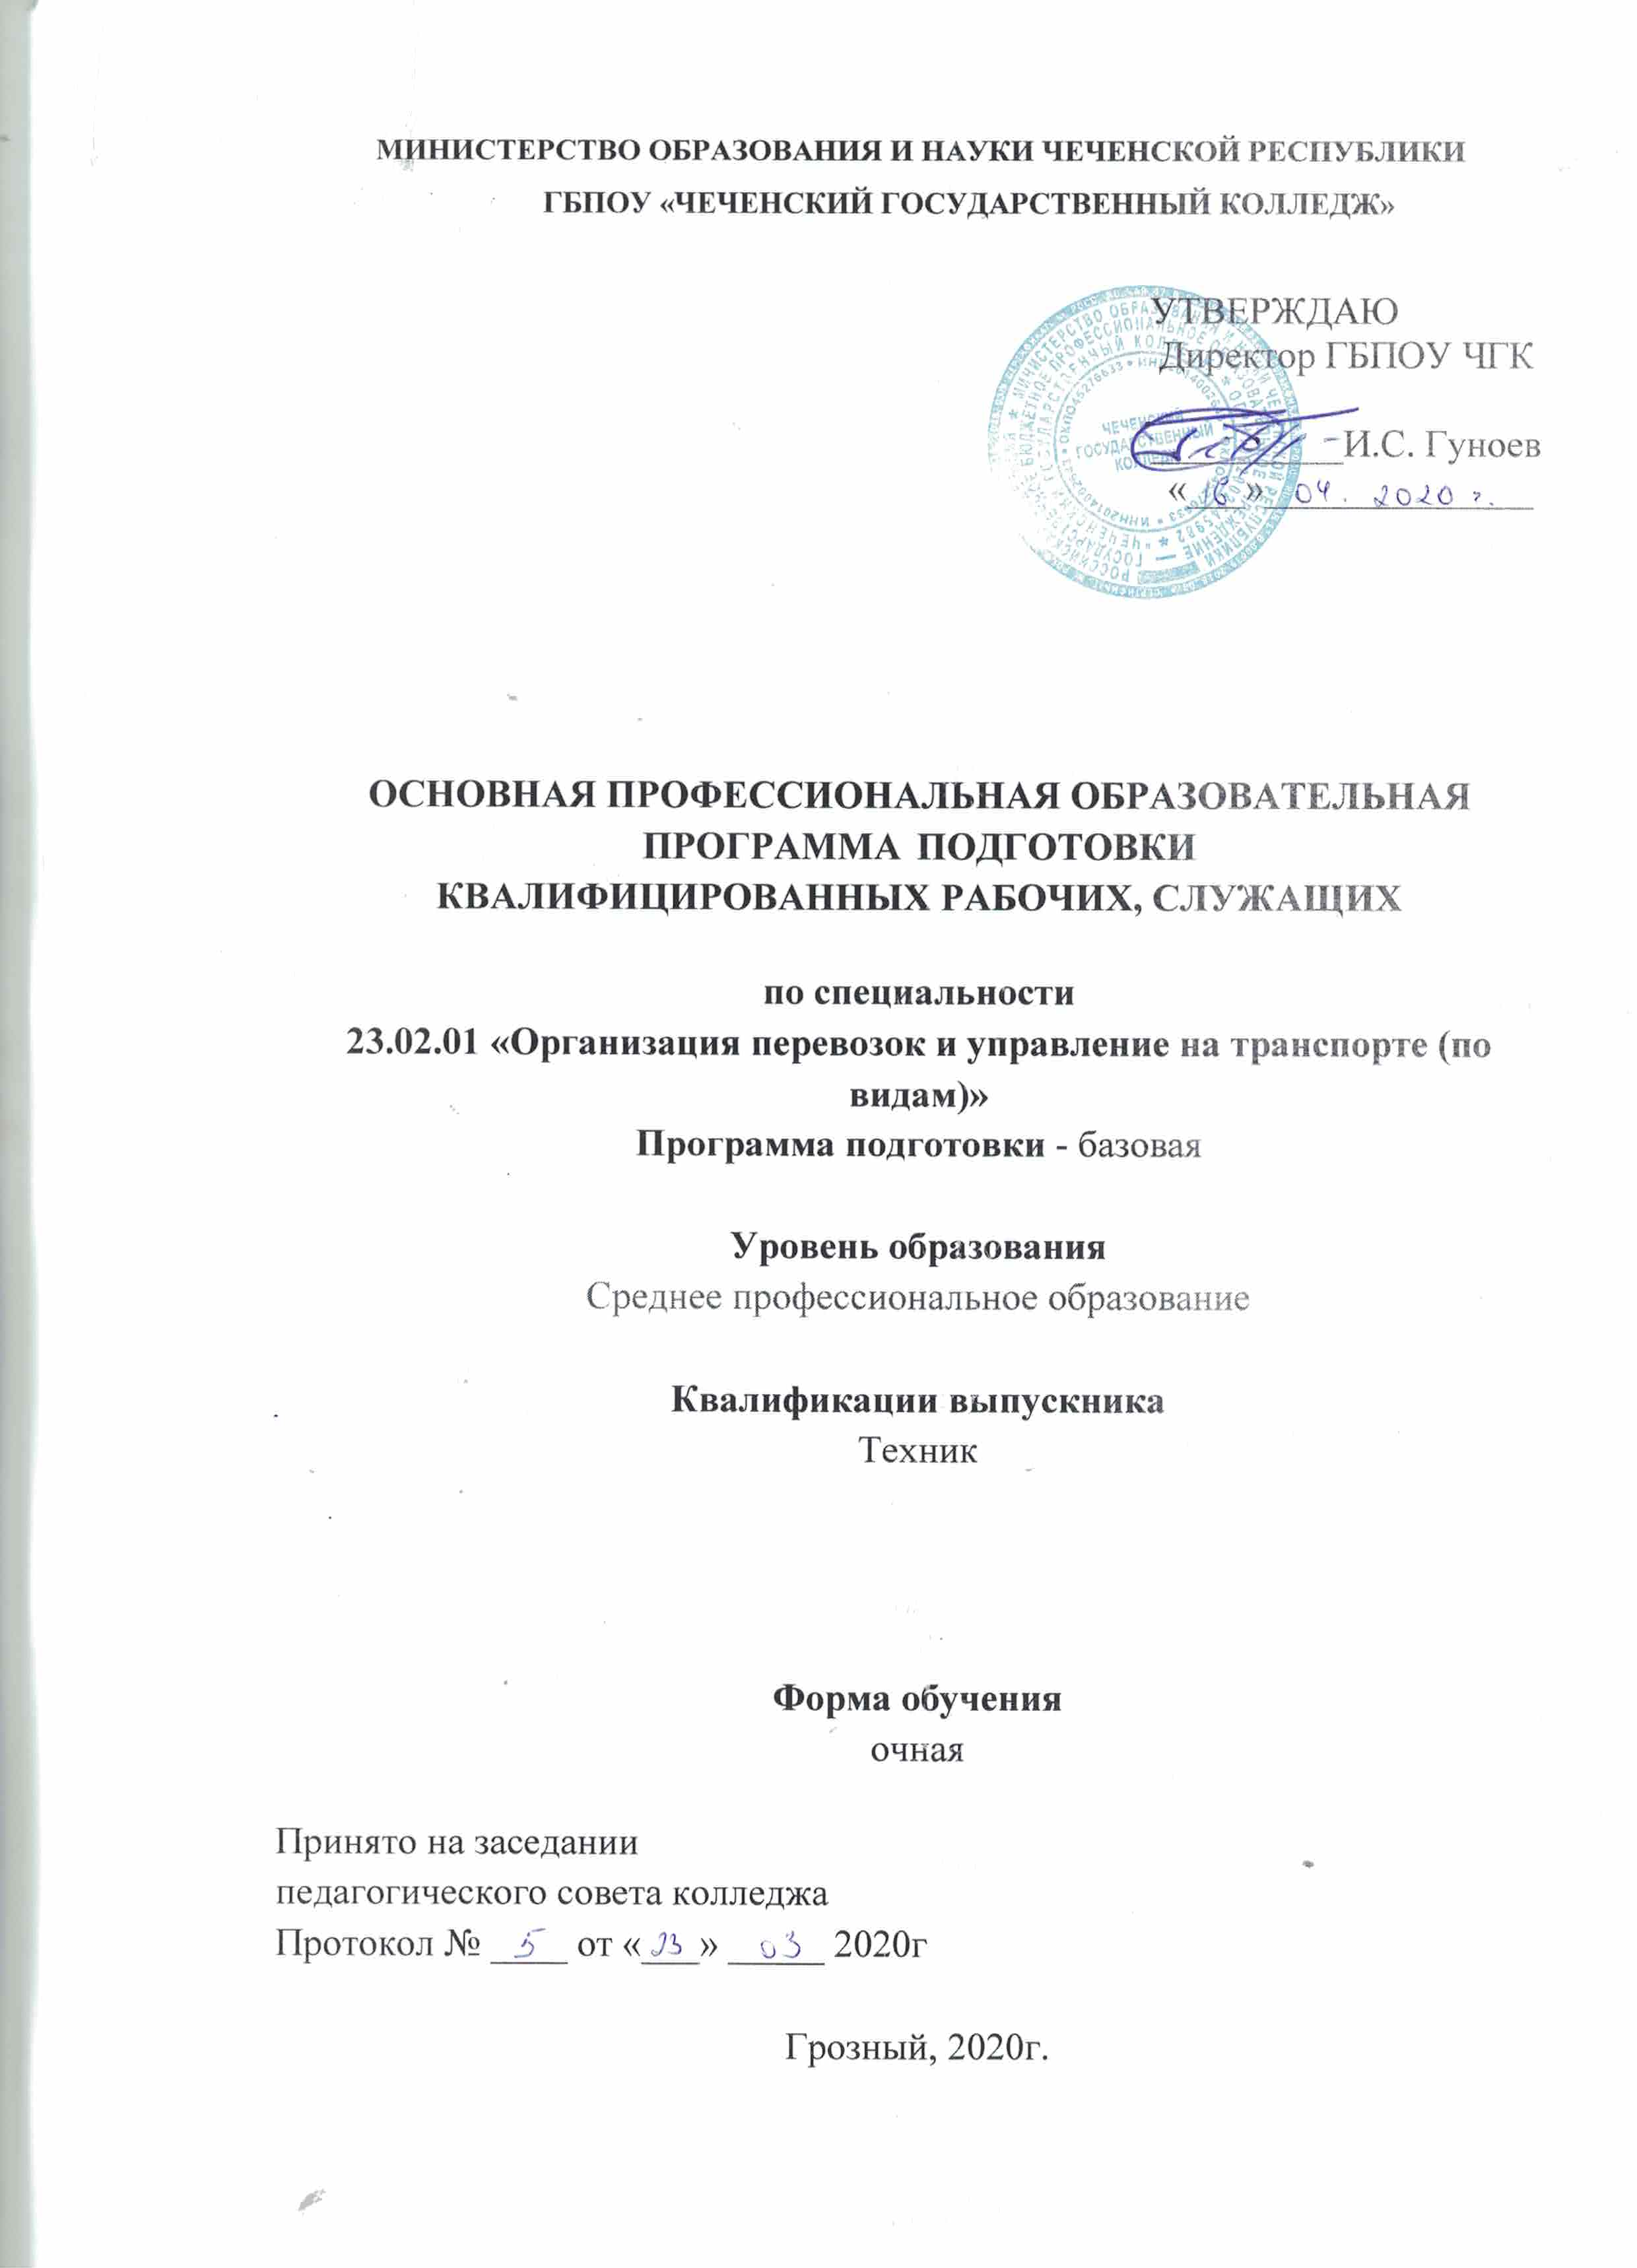 МИНИСТЕРСТВО ОБРАЗОВАНИЯ И НАУКИ ЧЕЧЕНСКОЙ РЕСПУБЛИКИ
ГБПОУ «ЧЕЧЕНСКИЙ ГОСУДАРСТВЕННЫЙ КОЛЛЕДЖ»
УТВЕРЖДАЮ
Директор ГБПОУ ЧГК
И.С. Гуноев
«16» 04. 2020 г.
ЧЕЧЕНСКИЙ
ГОСУДАРСТВЕННЫЙ
КОЛЛЕДЖ
ОСНОВНАЯ ПРОФЕССИОНАЛЬНАЯ ОБРАЗОВАТЕЛЬНАЯ
ПРОГРАММА ПОДГОТОВКИ
КВАЛИФИЦИРОВАННЫХ РАБОЧИХ, СЛУЖАЩИХ
по специальности
23.02.01 «Организация перевозок и управление на транспорте (по
видам)»
Программа подготовки - базовая
Уровень образования
Среднее профессиональное образование
Квалификации выпускника
Техник
Форма обучения
очная
Принято на заседании
педагогического совета колледжа
Протокол № 5 от « » 03 2020г
Грозный, 2020г.